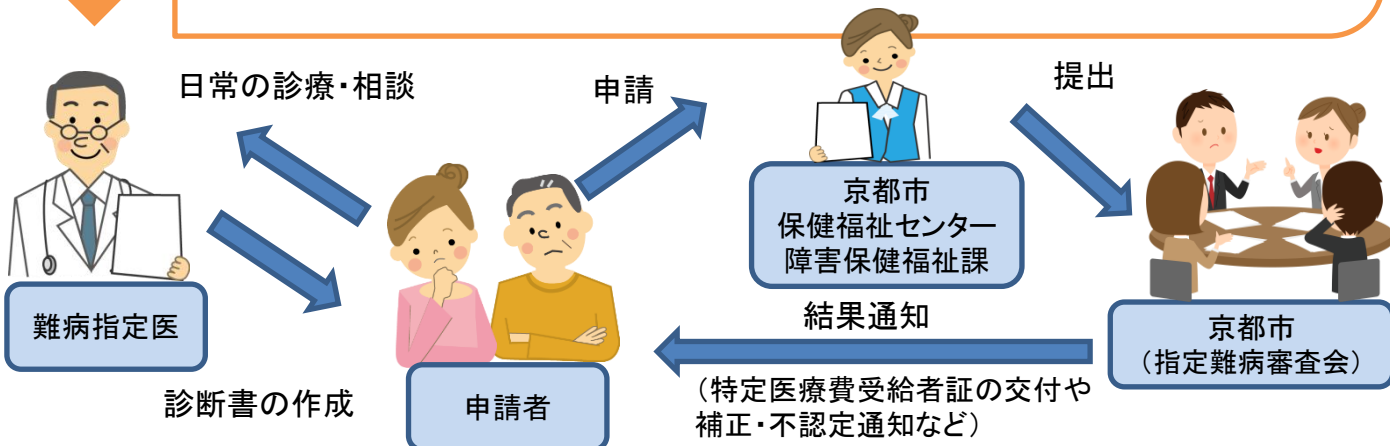 日常の診療・相談
申請
提出
京都市
保健福祉センター
障害保健福祉課
難病指定医
結果通知
京都市
（指定難病審査会）
診断書の作成
申請者
（特定医療費受給者証の交付や
補正・不認定通知など）